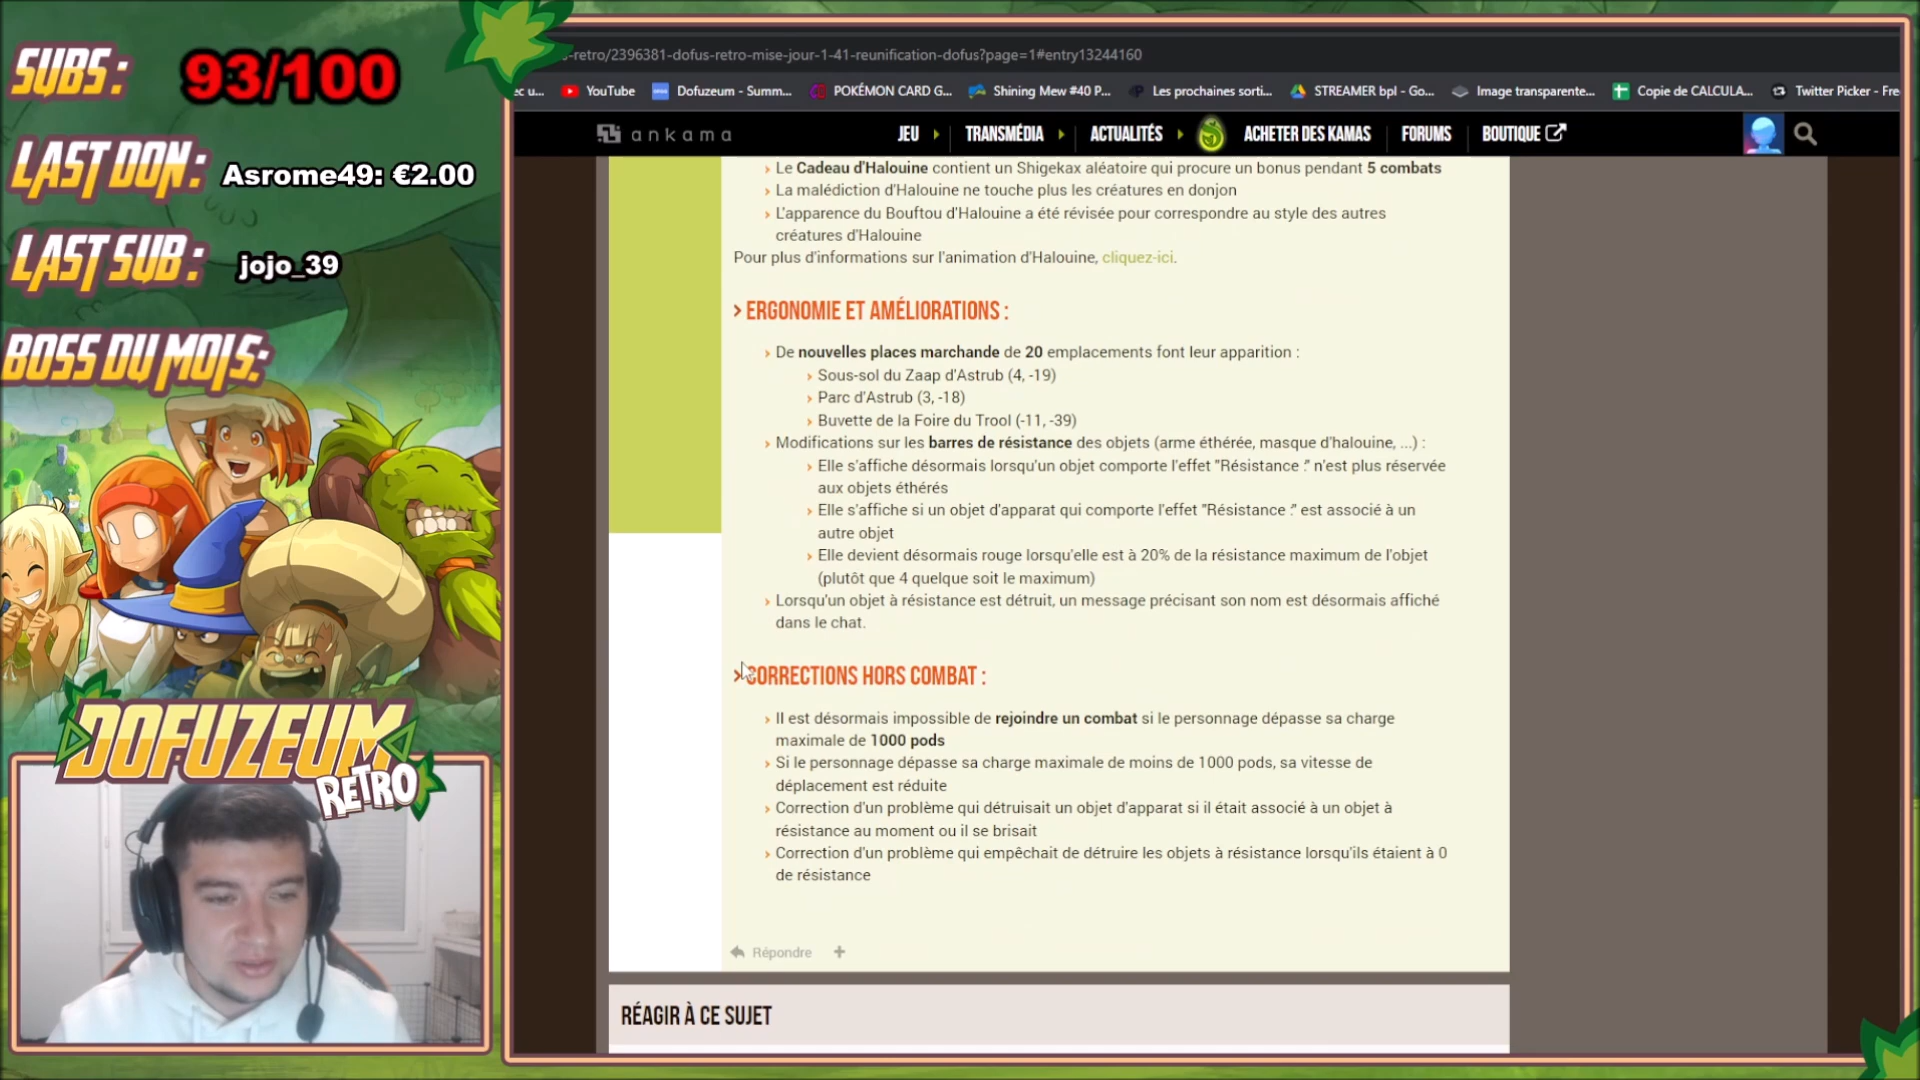 SUBS : 93/100
LAST DON : Asrome49: €2.00
LAST SUB : jojo_39
BOSS DU MOIS :
DOFUZEUM
RETRO
s-retro/2396381-dofus-retro-mise-jour-1-41-reunification-dofus?page=1#entry13244160
ec u... YouTube Dofuzeum - Summ... POKÉMON CARD G... Shining Mew #40 P... Les prochaines sorti... STREAMER bpl - Go... Image transparente... Copie de CALCULA... Twitter Picker - Fre
ankama JEU TRANSMÉDIA ACTUALITÉS ACHETER DES KAMAS FORUMS BOUTIQUE
Le Cadeau d'Halouine contient un Shigekax aléatoire qui procure un bonus pendant 5 combats
La malédiction d'Halouine ne touche plus les créatures en donjon
L'apparence du Bouftou d'Halouine a été révisée pour correspondre au style des autres
créatures d'Halouine
Pour plus d'informations sur l'animation d'Halouine, cliquez-ici.
> ERGONOMIE ET AMÉLIORATIONS :
De nouvelles places marchande de 20 emplacements font leur apparition :
Sous-sol du Zaap d'Astrub (4, -19)
Parc d'Astrub (3, -18)
Buvette de la Foire du Trool (-11, -39)
Modifications sur les barres de résistance des objets (arme éthérée, masque d'halouine, ...) :
Elle s'affiche désormais lorsqu'un objet comporte l'effet "Résistance :" n'est plus réservée
aux objets éthérés
Elle s'affiche si un objet d'apparat qui comporte l'effet "Résistance :" est associé à un
autre objet
Elle devient désormais rouge lorsqu'elle est à 20% de la résistance maximum de l'objet
(plutôt que 4 quelque soit le maximum)
Lorsqu'un objet à résistance est détruit, un message précisant son nom est désormais affiché
dans le chat.
> CORRECTIONS HORS COMBAT :
Il est désormais impossible de rejoindre un combat si le personnage dépasse sa charge
maximale de 1000 pods
Si le personnage dépasse sa charge maximale de moins de 1000 pods, sa vitesse de
déplacement est réduite
Correction d'un problème qui détruisait un objet d'apparat si il était associé à un objet à
résistance au moment ou il se brisait
Correction d'un problème qui empêchait de détruire les objets à résistance lorsqu'ils étaient à 0
de résistance
Répondre +
RÉAGIR À CE SUJET